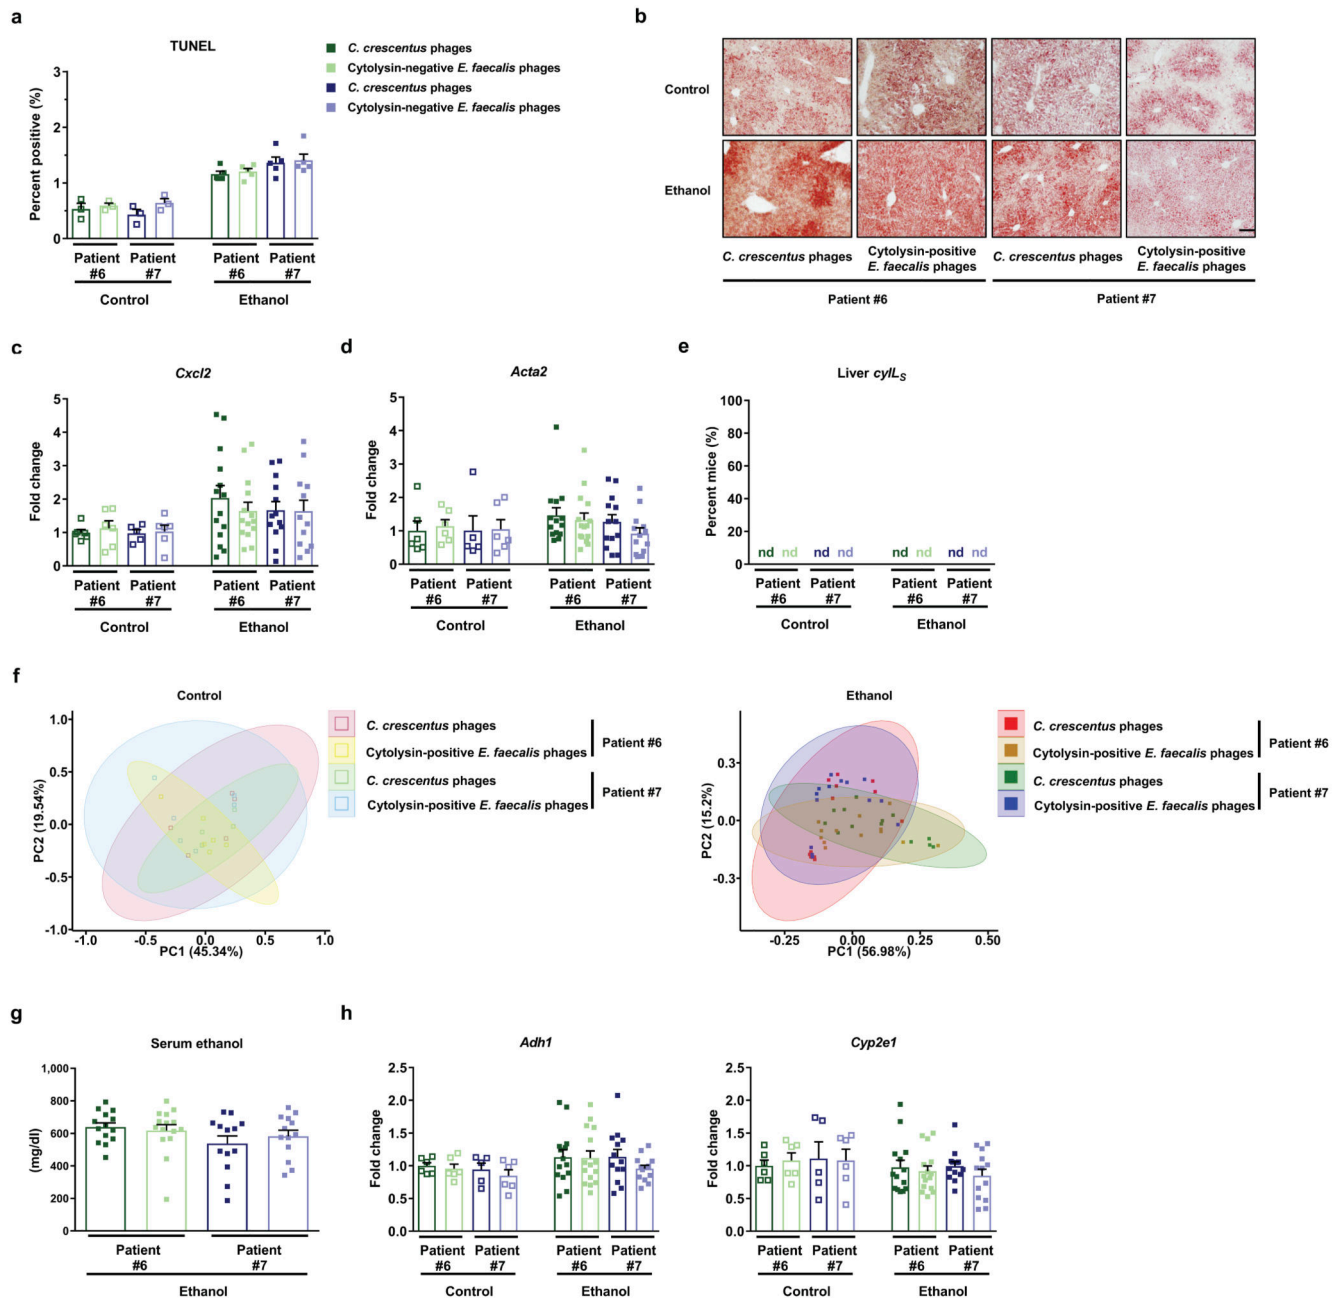 a
TUNEL
Percent positive (%)
3
2
1
0
Patient #6
Patient #7
Patient #6
Patient #7
Control
Ethanol
C. crescentus phages
Cytolysin-negative E. faecalis phages
C. crescentus phages
Cytolysin-negative E. faecalis phages
b
Control
Ethanol
C. crescentus phages
Cytolysin-positive
E. faecalis phages
C. crescentus phages
Cytolysin-positive
E. faecalis phages
Patient #6
Patient #7
c
Cxcl2
Fold change
5
4
3
2
1
0
Patient #6
Patient #7
Patient #6
Patient #7
Control
Ethanol
d
Acta2
Fold change
5
4
3
2
1
0
Patient #6
Patient #7
Patient #6
Patient #7
Control
Ethanol
e
Liver cylLS
Percent mice (%)
100
80
60
40
20
0
nd nd nd nd nd nd nd nd
Patient #6
Patient #7
Patient #6
Patient #7
Control
Ethanol
f
Control
PC2 (19.54%)
1.0
0.5
0.0
-0.5
-1.0
-1.0 -0.5 0.0 0.5 1.0
PC1 (45.34%)
C. crescentus phages
Cytolysin-positive E. faecalis phages
Patient #6
C. crescentus phages
Cytolysin-positive E. faecalis phages
Patient #7
Ethanol
PC2 (15.2%)
0.3
0.0
-0.3
-0.25 0.00 0.25 0.50
PC1 (56.98%)
C. crescentus phages
Cytolysin-positive E. faecalis phages
Patient #6
C. crescentus phages
Cytolysin-positive E. faecalis phages
Patient #7
g
Serum ethanol
(mg/dl)
1,000
800
600
400
200
0
Patient #6
Patient #7
Ethanol
h
Adh1
Fold change
2.5
2.0
1.5
1.0
0.5
0.0
Patient #6
Patient #7
Patient #6
Patient #7
Control
Ethanol
Cyp2e1
Fold change
2.5
2.0
1.5
1.0
0.5
0.0
Patient #6
Patient #7
Patient #6
Patient #7
Control
Ethanol